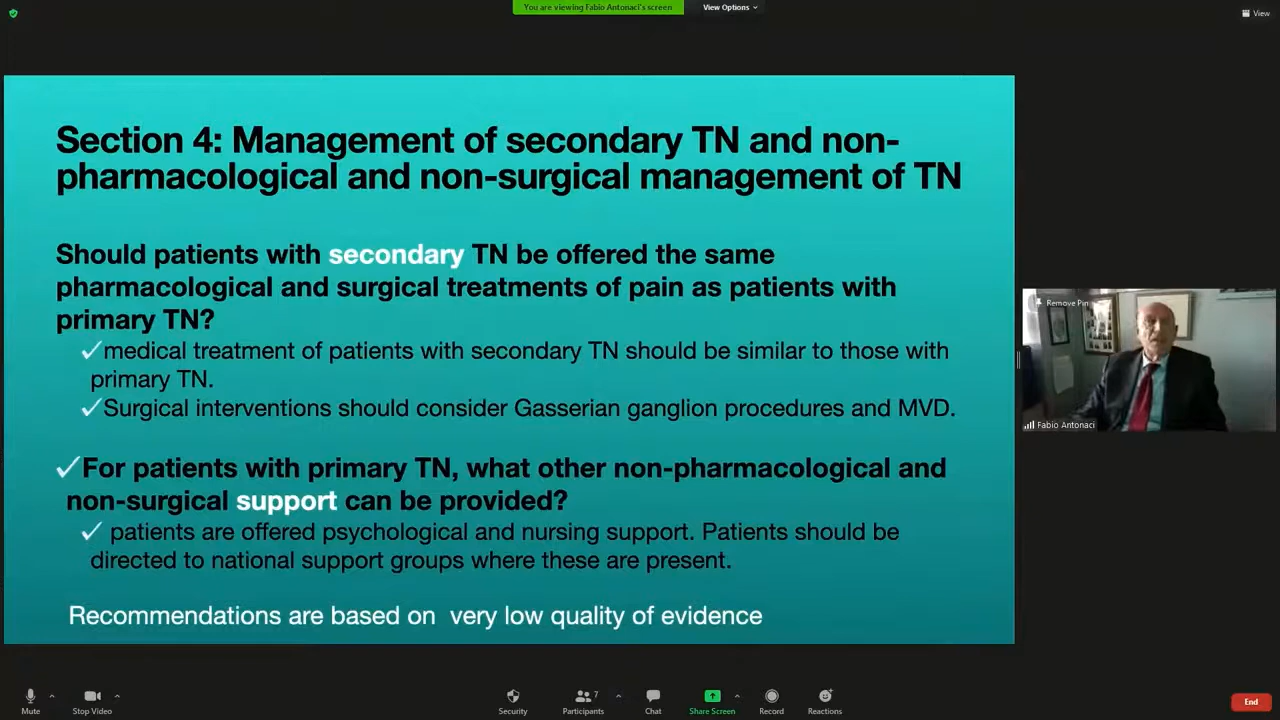 You are viewing Fabio Antonaci's screen
View Options
View
Section 4: Management of secondary TN and non-
pharmacological and non-surgical management of TN
Should patients with secondary TN be offered the same
pharmacological and surgical treatments of pain as patients with
primary TN?
✓medical treatment of patients with secondary TN should be similar to those with
primary TN.
✓Surgical interventions should consider Gasserian ganglion procedures and MVD.
✓For patients with primary TN, what other non-pharmacological and
non-surgical support can be provided?
✓ patients are offered psychological and nursing support. Patients should be
directed to national support groups where these are present.
Recommendations are based on very low quality of evidence
Remove Pin
Fabio Antonaci
Mute
Stop Video
Security
7
Participants
Chat
Share Screen
Record
Reactions
End